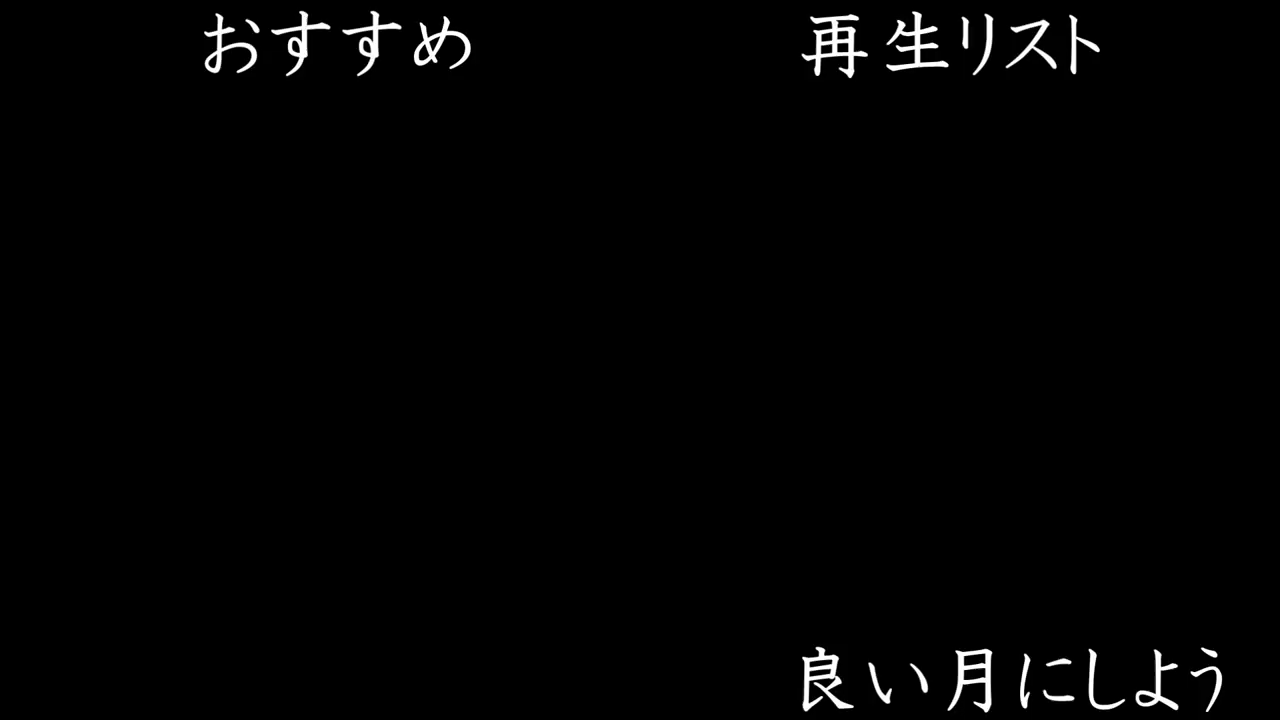 おすすめ
再生リスト
良い月にしよう